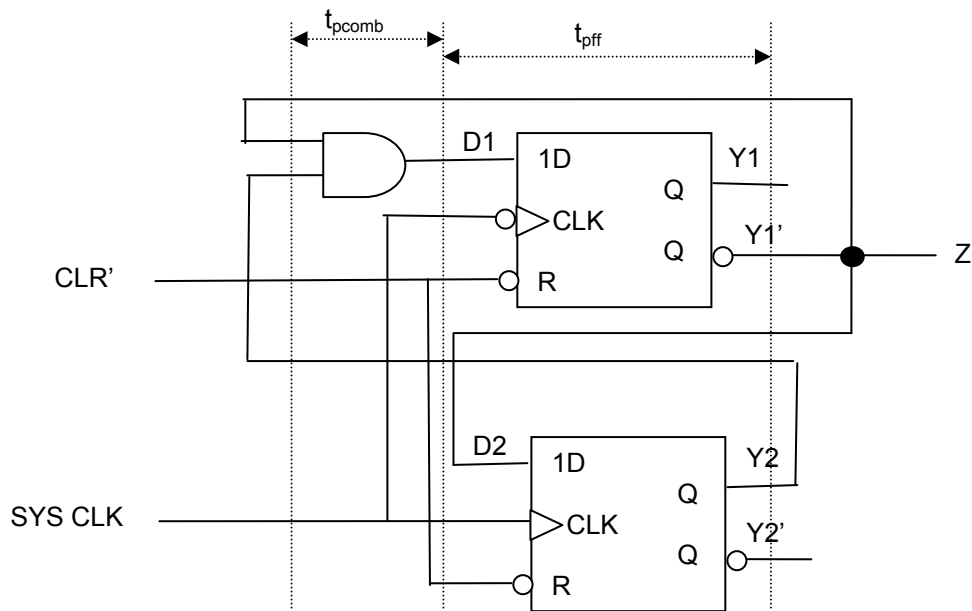 tpcomb
tpff
D1
1D
Y1
Q
CLK
Q
Y1'
Z
CLR'
R
D2
1D
Y2
Q
SYS CLK
CLK
Q
Y2'
R